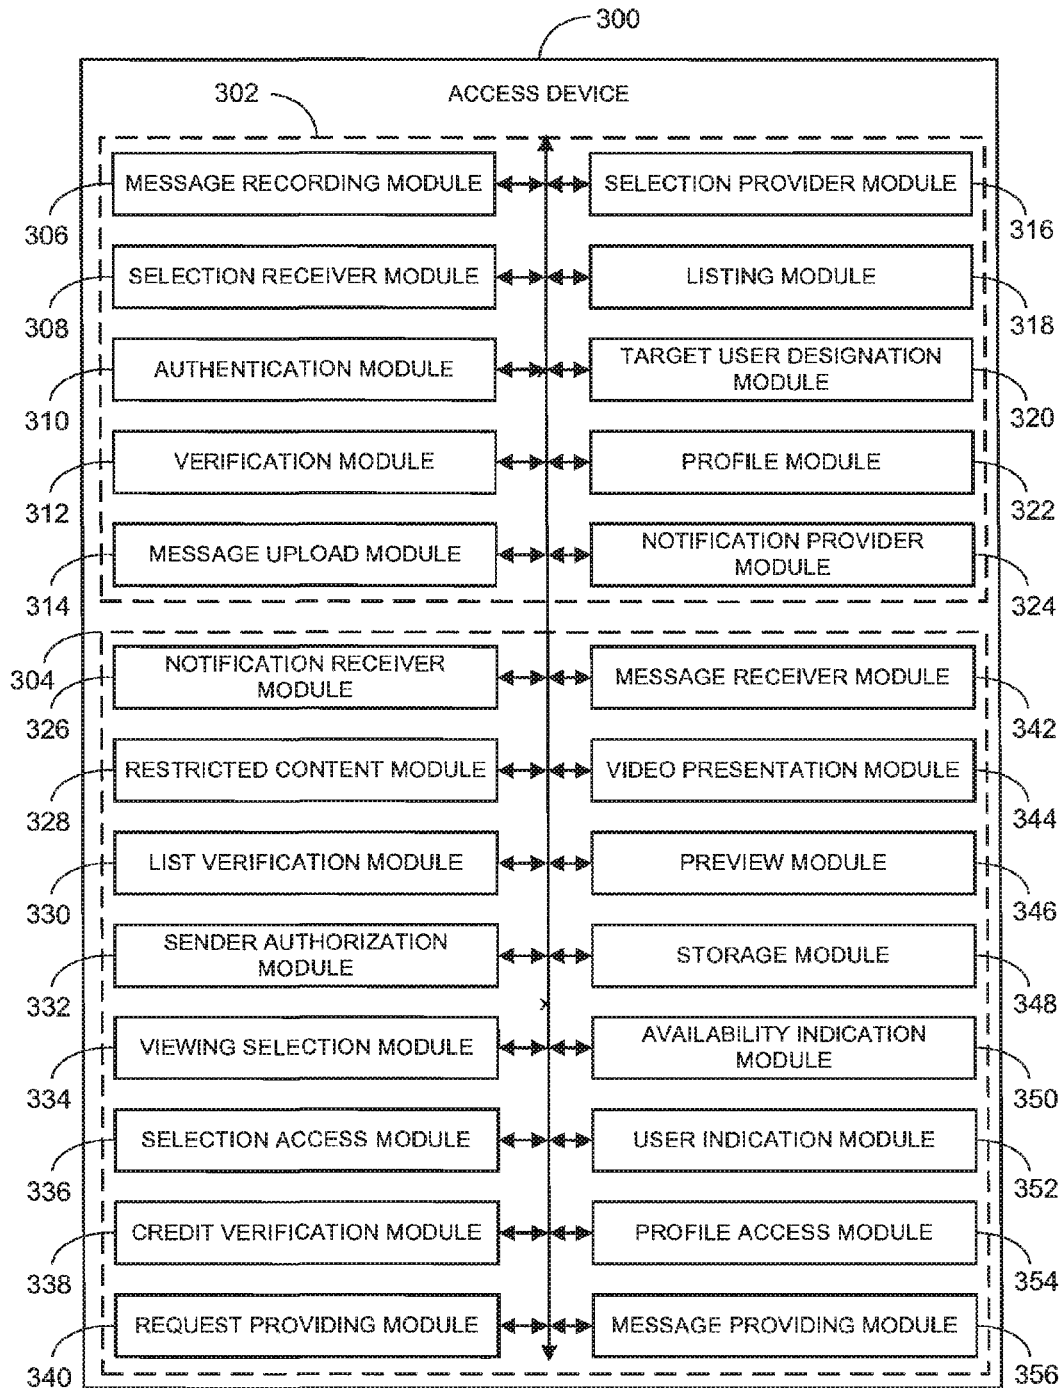 300
ACCESS DEVICE
302
MESSAGE RECORDING MODULE
SELECTION PROVIDER MODULE
306
316
SELECTION RECEIVER MODULE
LISTING MODULE
308
318
AUTHENTICATION MODULE
TARGET USER DESIGNATION
MODULE
310
320
VERIFICATION MODULE
PROFILE MODULE
312
322
MESSAGE UPLOAD MODULE
NOTIFICATION PROVIDER
MODULE
314
324
304
NOTIFICATION RECEIVER
MODULE
MESSAGE RECEIVER MODULE
326
342
RESTRICTED CONTENT MODULE
VIDEO PRESENTATION MODULE
328
344
LIST VERIFICATION MODULE
PREVIEW MODULE
330
346
SENDER AUTHORIZATION
MODULE
STORAGE MODULE
332
348
VIEWING SELECTION MODULE
AVAILABILITY INDICATION
MODULE
334
350
SELECTION ACCESS MODULE
USER INDICATION MODULE
336
352
CREDIT VERIFICATION MODULE
PROFILE ACCESS MODULE
338
354
REQUEST PROVIDING MODULE
MESSAGE PROVIDING MODULE
340
356